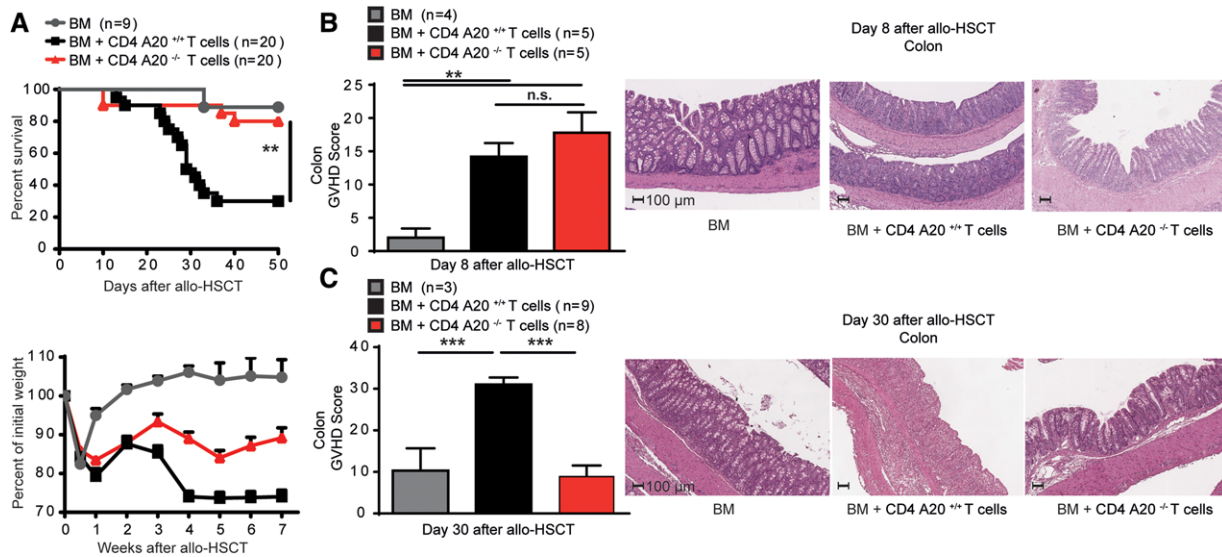 A
BM (n=9)
BM + CD4 A20 +/+ T cells (n=20)
BM + CD4 A20 -/- T cells (n=20)
Percent survival
100
80
60
40
20
0
**
0 10 20 30 40 50
Days after allo-HSCT
Percent of initial weight
110
100
90
80
70
0 1 2 3 4 5 6 7
Weeks after allo-HSCT
B
BM (n=4)
BM + CD4 A20 +/+ T cells (n=5)
BM + CD4 A20 -/- T cells (n=5)
Colon
GVHD Score
25
20
15
10
5
0
**
n.s.
Day 8 after allo-HSCT
Day 8 after allo-HSCT
Colon
100 µm
BM
BM + CD4 A20 +/+ T cells
BM + CD4 A20 -/- T cells
C
BM (n=3)
BM + CD4 A20 +/+ T cells (n=9)
BM + CD4 A20 -/- T cells (n=8)
Colon
GVHD Score
40
30
20
10
0
*** ***
Day 30 after allo-HSCT
Day 30 after allo-HSCT
Colon
100 µm
BM
BM + CD4 A20 +/+ T cells
BM + CD4 A20 -/- T cells